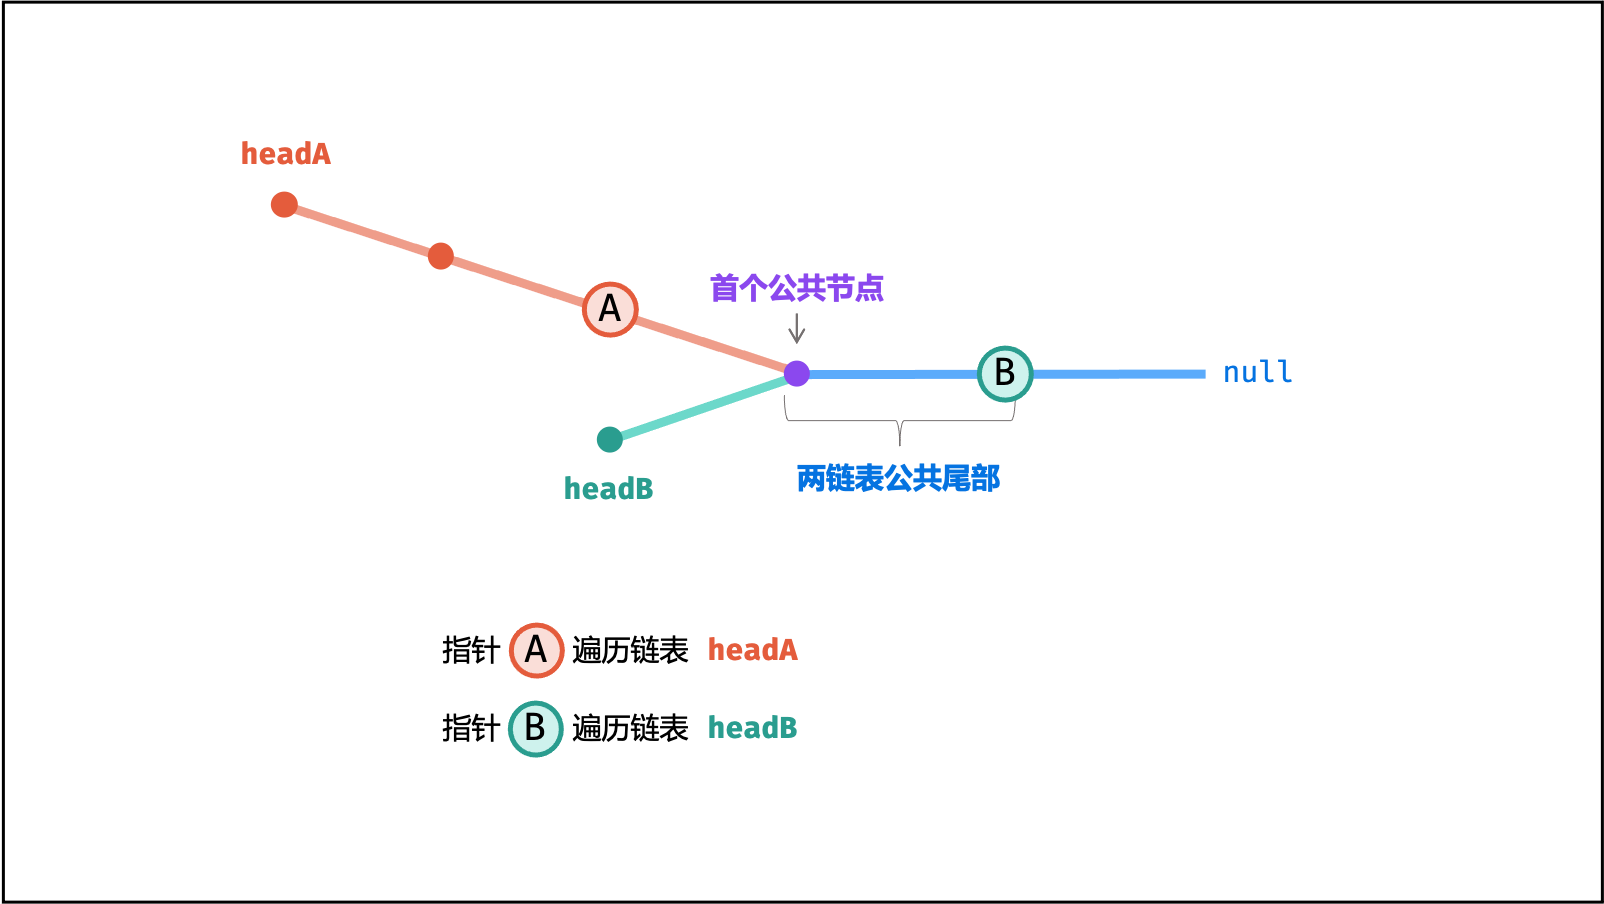 headA
首个公共节点
A
B
null
headB
两链表公共尾部
指针 A 遍历链表 headA
指针 B 遍历链表 headB